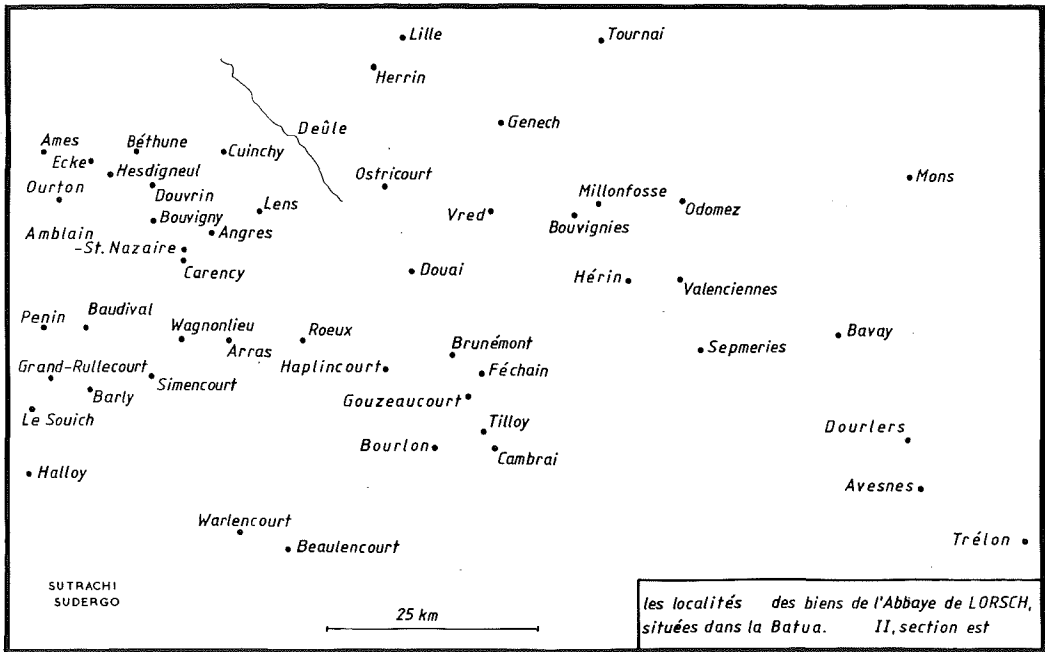 Lille
Tournai
Herrin
Genech
Deûle
Ames
Béthune
Cuinchy
Ecke
Hesdigneul
Ostricourt
Mons
Ourton
Douvrin
Lens
Millonfosse
Odomez
Bouvigny
Vred
Bouvignies
Amblain
-St. Nazaire
Angres
Carency
Douai
Hérin
Valenciennes
Penin
Baudival
Wagnonlieu
Roeux
Bavay
Arras
Brunémont
Sepmeries
Grand-Rullecourt
Simencourt
Haplincourt
Féchain
Barly
Gouzeaucourt
Le Souich
Tilloy
Dourlers
Bourlon
Cambrai
Halloy
Avesnes
Warlencourt
Beaulencourt
Trélon
SUTRACHI
SUDERGO
25 km
les localités des biens de l'Abbaye de LORSCH,
situées dans la Batua. II, section est